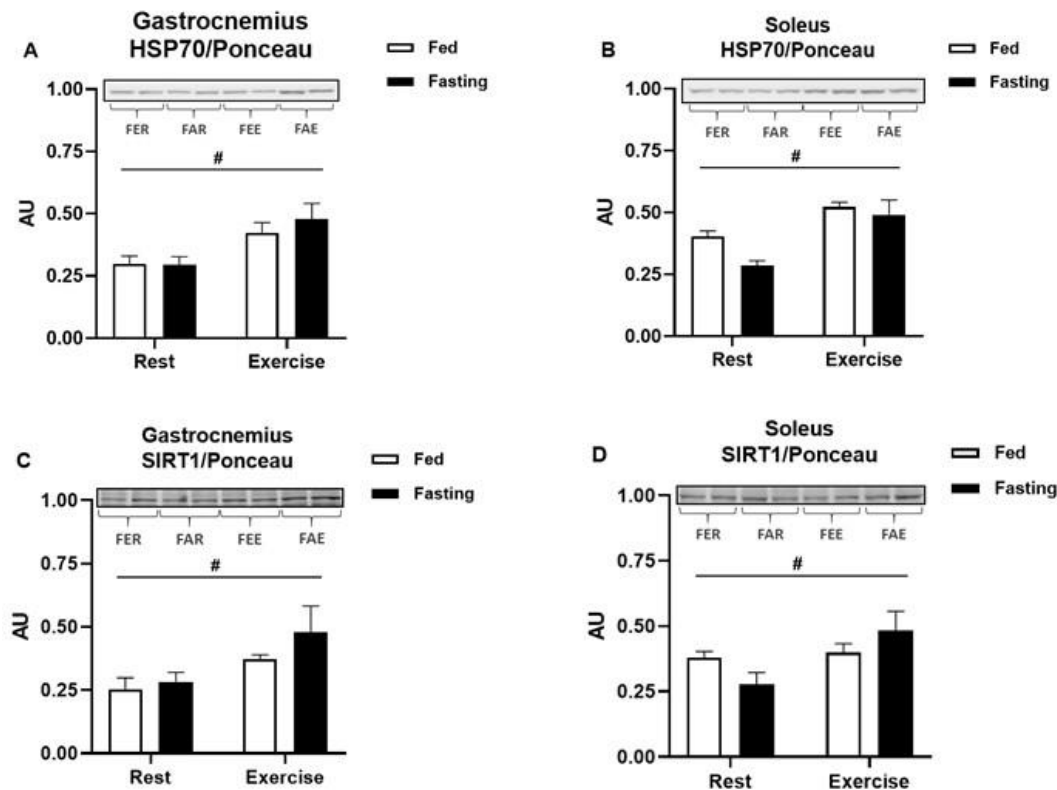 A
Gastrocnemius
HSP70/Ponceau
Fed
Fasting
1.00
0.75
0.50
0.25
0.00
AU
FER FAR FEE FAE
#
Rest Exercise
B
Soleus
HSP70/Ponceau
Fed
Fasting
1.00
0.75
0.50
0.25
0.00
AU
FER FAR FEE FAE
#
Rest Exercise
C
Gastrocnemius
SIRT1/Ponceau
Fed
Fasting
1.00
0.75
0.50
0.25
0.00
AU
FER FAR FEE FAE
#
Rest Exercise
D
Soleus
SIRT1/Ponceau
Fed
Fasting
1.00
0.75
0.50
0.25
0.00
AU
FER FAR FEE FAE
#
Rest Exercise